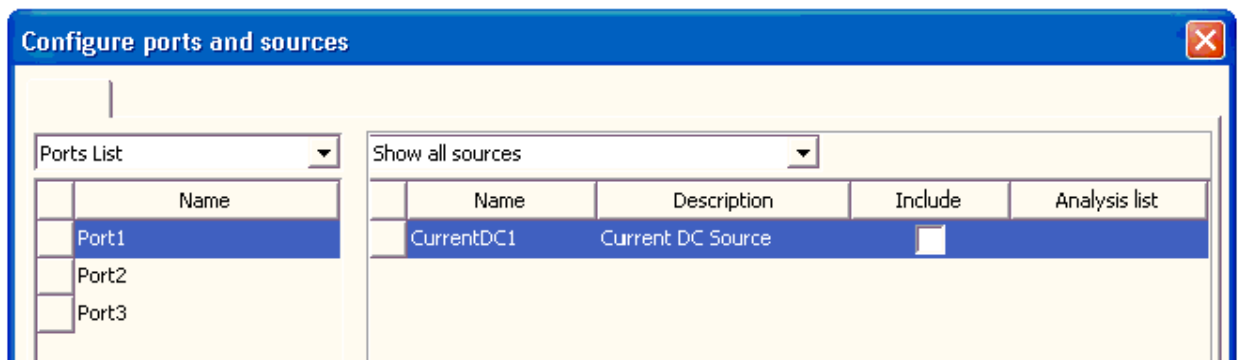 Configure ports and sources
Ports List
Show all sources
Name
Name Description Include Analysis list
Port1
CurrentDC1 Current DC Source
Port2
Port3